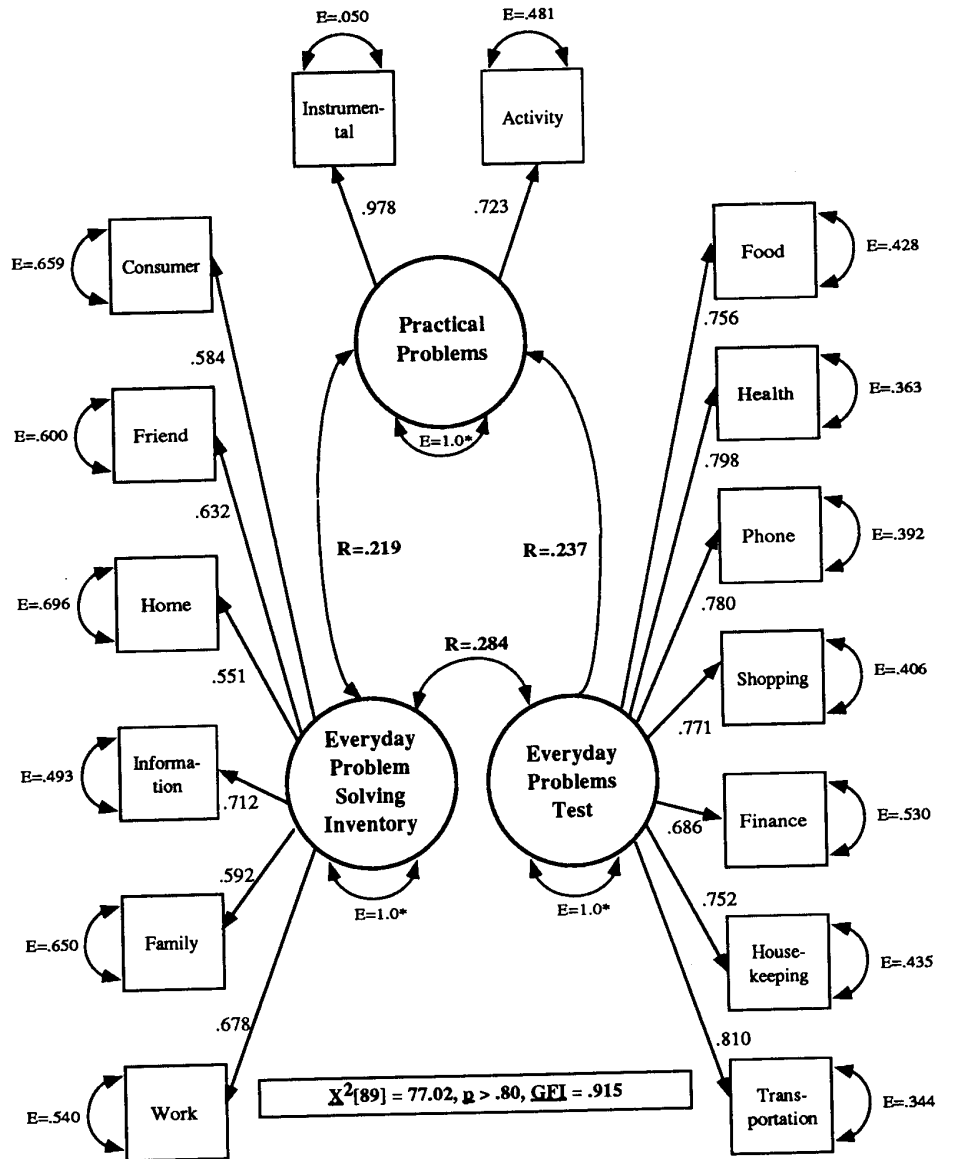 E=.050
E=.481
Instrumen-
tal
Activity
.978
.723
E=.659
Consumer
Food
E=.428
Practical
Problems
.756
.584
Health
E=.363
E=.600
Friend
E=1.0*
.798
.632
R=.219
R=.237
Phone
E=.392
E=.696
Home
.780
R=.284
.551
Shopping
E=.406
.771
Everyday
Problem
Solving
Inventory
Everyday
Problems
Test
E=.493
Informa-
tion
.712
.686
Finance
E=.530
.592
E=1.0*
E=1.0*
.752
E=.650
Family
House-
keeping
E=.435
.678
.810
X²[89] = 77.02, p > .80, GFI = .915
E=.540
Work
Trans-
portation
E=.344